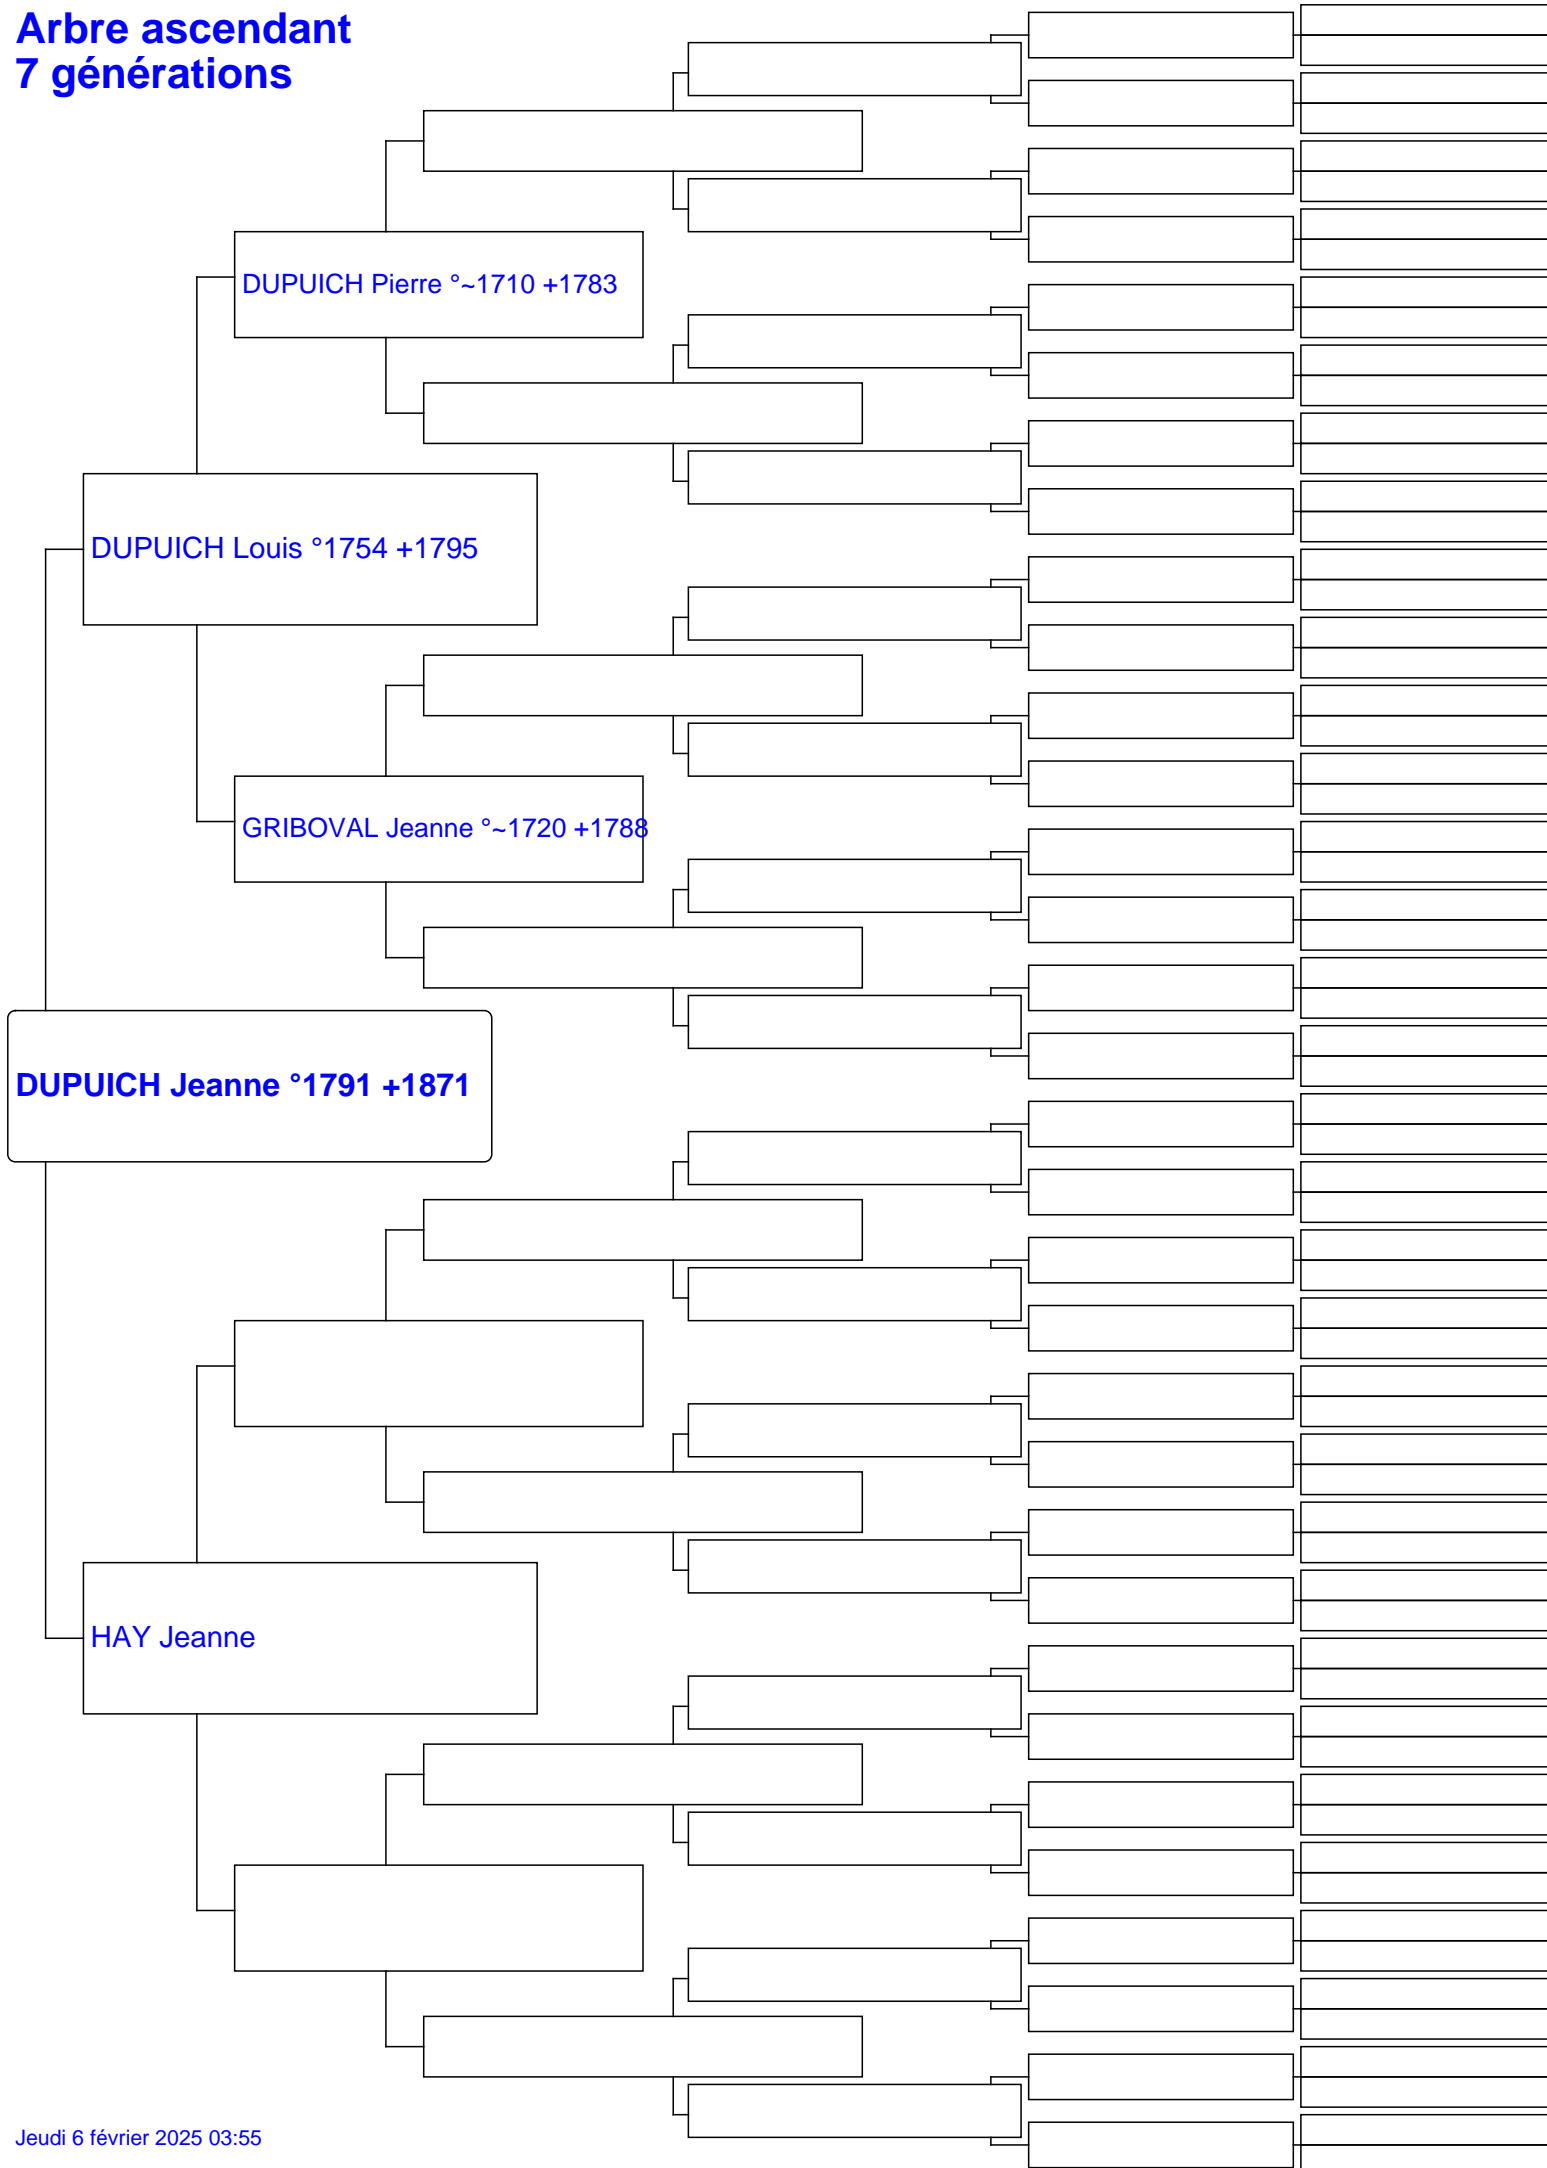 Arbre ascendant
7 générations
DUPUICH Pierre °~1710 +1783
DUPUICH Louis °1754 +1795
GRIBOVAL Jeanne °~1720 +1788
DUPUICH Jeanne °1791 +1871
HAY Jeanne
Jeudi 6 février 2025 03:55